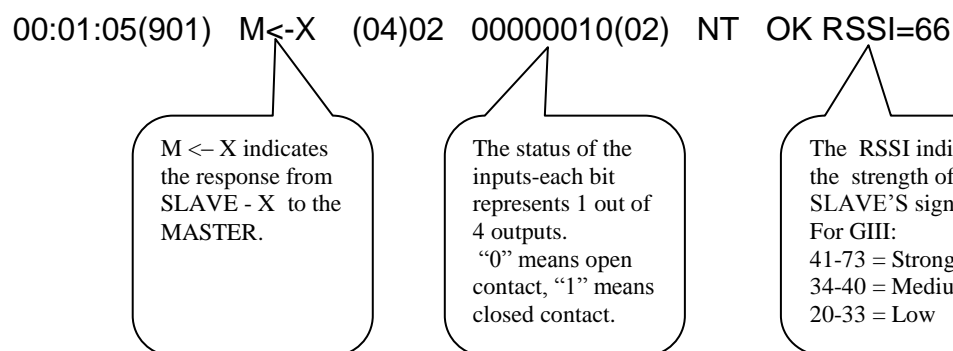 00:01:05(901) M<-X (04)02 00000010(02) NT OK RSSI=66
M <– X indicates
the response from
SLAVE - X to the
MASTER.
The status of the
inputs-each bit
represents 1 out of
4 outputs.
“0” means open
contact, “1” means
closed contact.
The RSSI
the strength of
SLAVE’S
For GIII:
41-73 = Strong
34-40 =
20-33 = Low